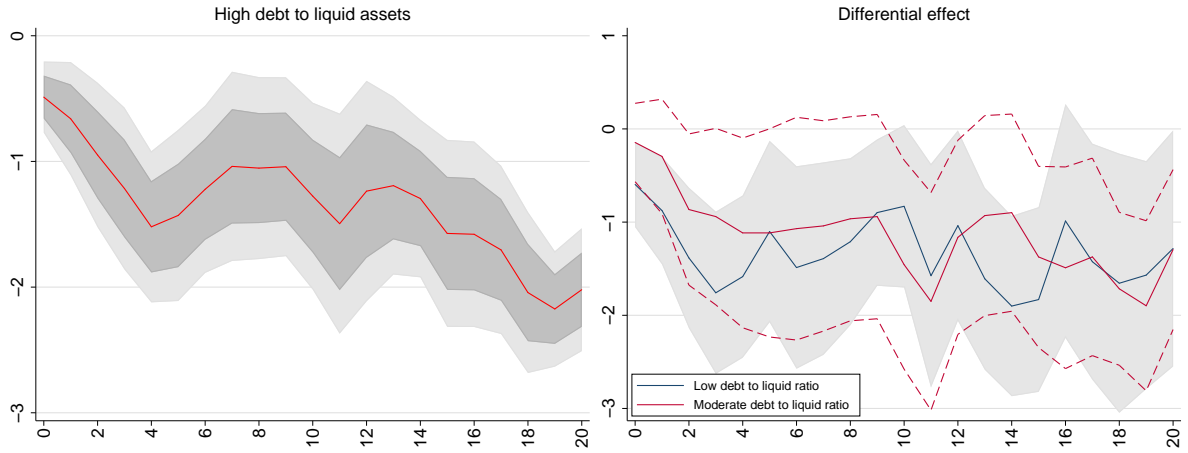 High debt to liquid assets
0
−1
−2
−3
0 2 4 6 8 10 12 14 16 18 20
Differential effect
1
0
−1
−2
−3
Low debt to liquid ratio
Moderate debt to liquid ratio
0 2 4 6 8 10 12 14 16 18 20